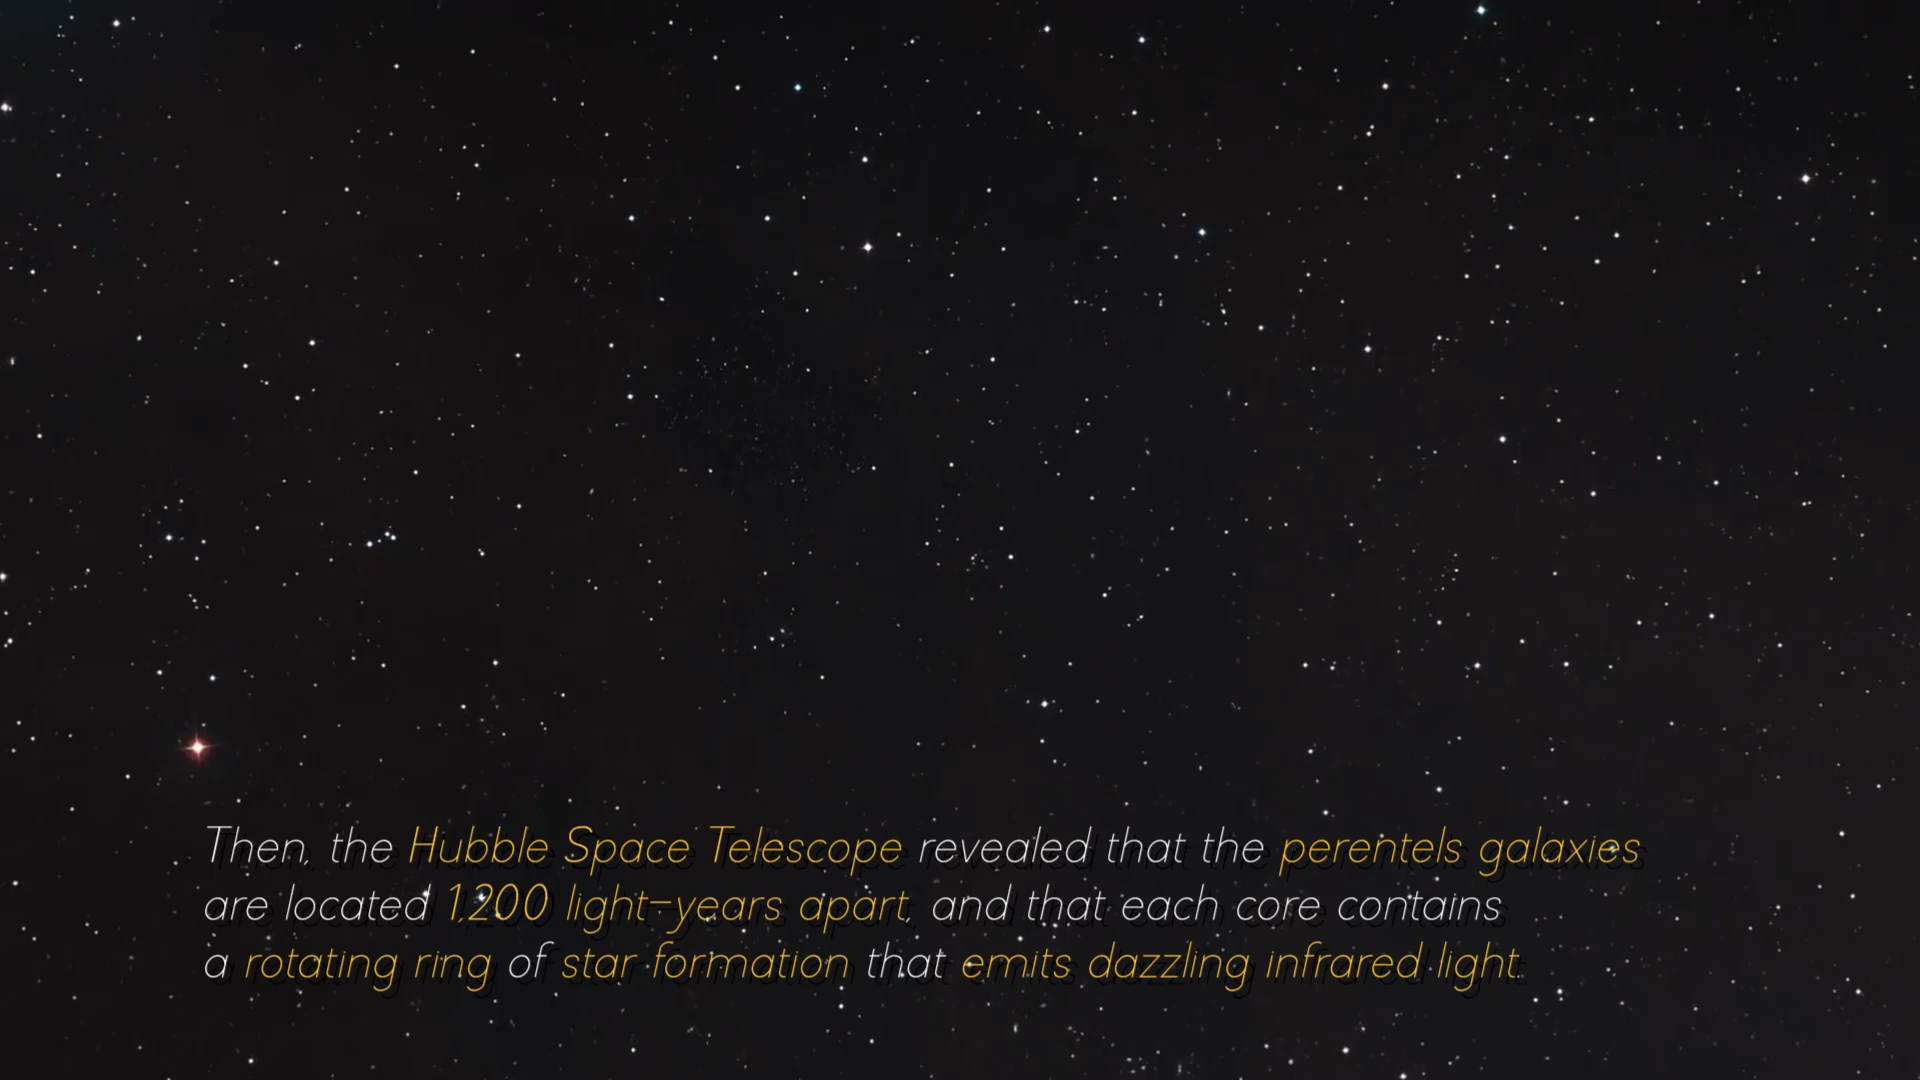 Then, the Hubble Space Telescope revealed that the perentels galaxies
are located 1,200 light-years apart, and that each core contains
a rotating ring of star formation that emits dazzling infrared light.